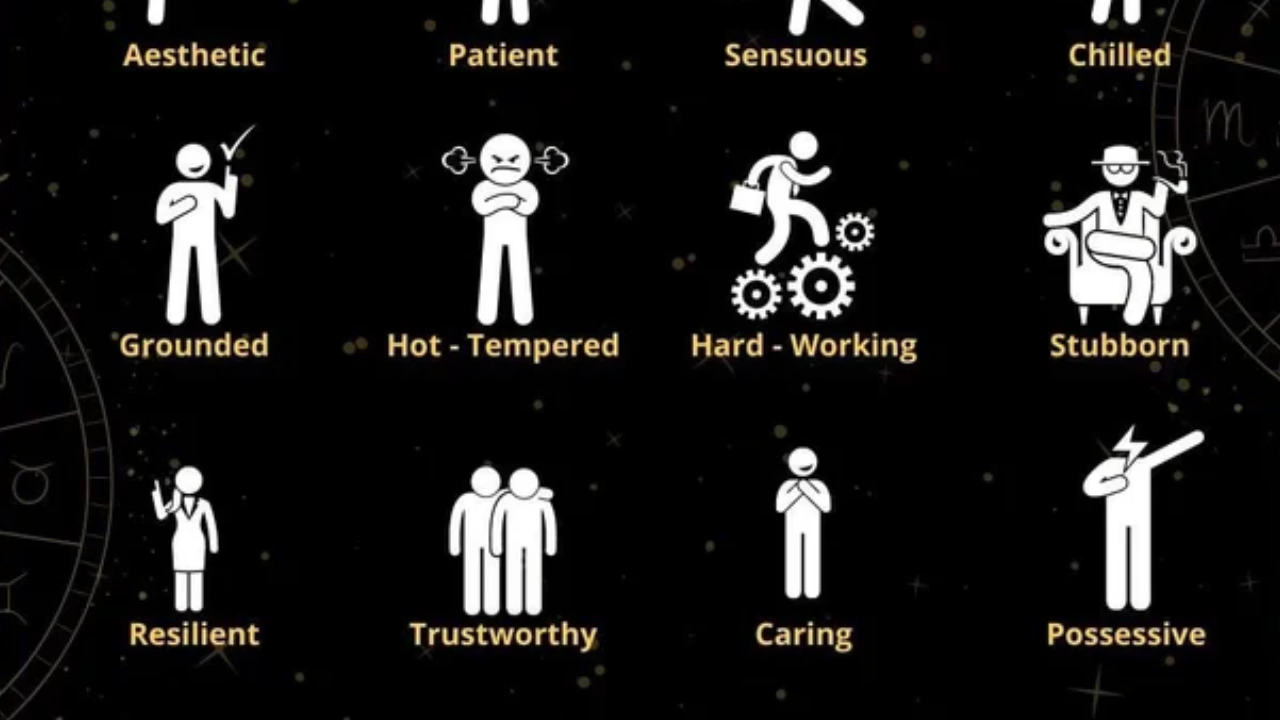 Aesthetic Patient Sensuous Chilled
Grounded Hot - Tempered Hard - Working Stubborn
Resilient Trustworthy Caring Possessive